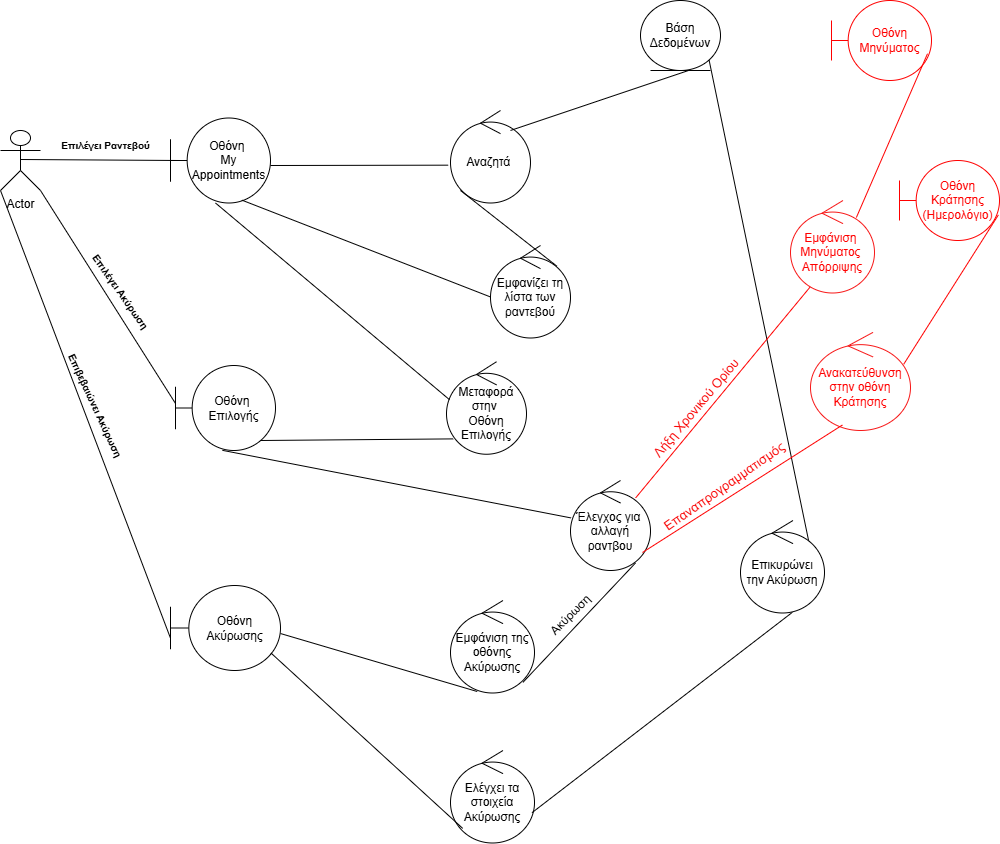 Βάση
Δεδομένων
Οθόνη
Μηνύματος
Επιλέγει Ραντεβού
Οθόνη
My
Appointments
Αναζητά
Actor
Οθόνη
Κράτησης
(Ημερολόγιο)
Εμφάνιση
Μηνύματος
Απόρριψης
Επιλέγει Ακύρωση
Εμφανίζει τη
λίστα των
ραντεβού
Επιβεβαιώνει Ακύρωση
Οθόνη
Επιλογής
Μεταφορά
στην
Οθόνη
Επιλογής
Λήξη Χρονικού Ορίου
Ανακατεύθυνση
στην οθόνη
Κράτησης
Επαναπρογραμματισμός
Έλεγχος για
αλλαγή
ραντβου
Επικυρώνει
την Ακύρωση
Ακύρωση
Οθόνη
Ακύρωσης
Εμφάνιση της
οθόνης
Ακύρωσης
Ελέγχει τα
στοιχεία
Ακύρωσης